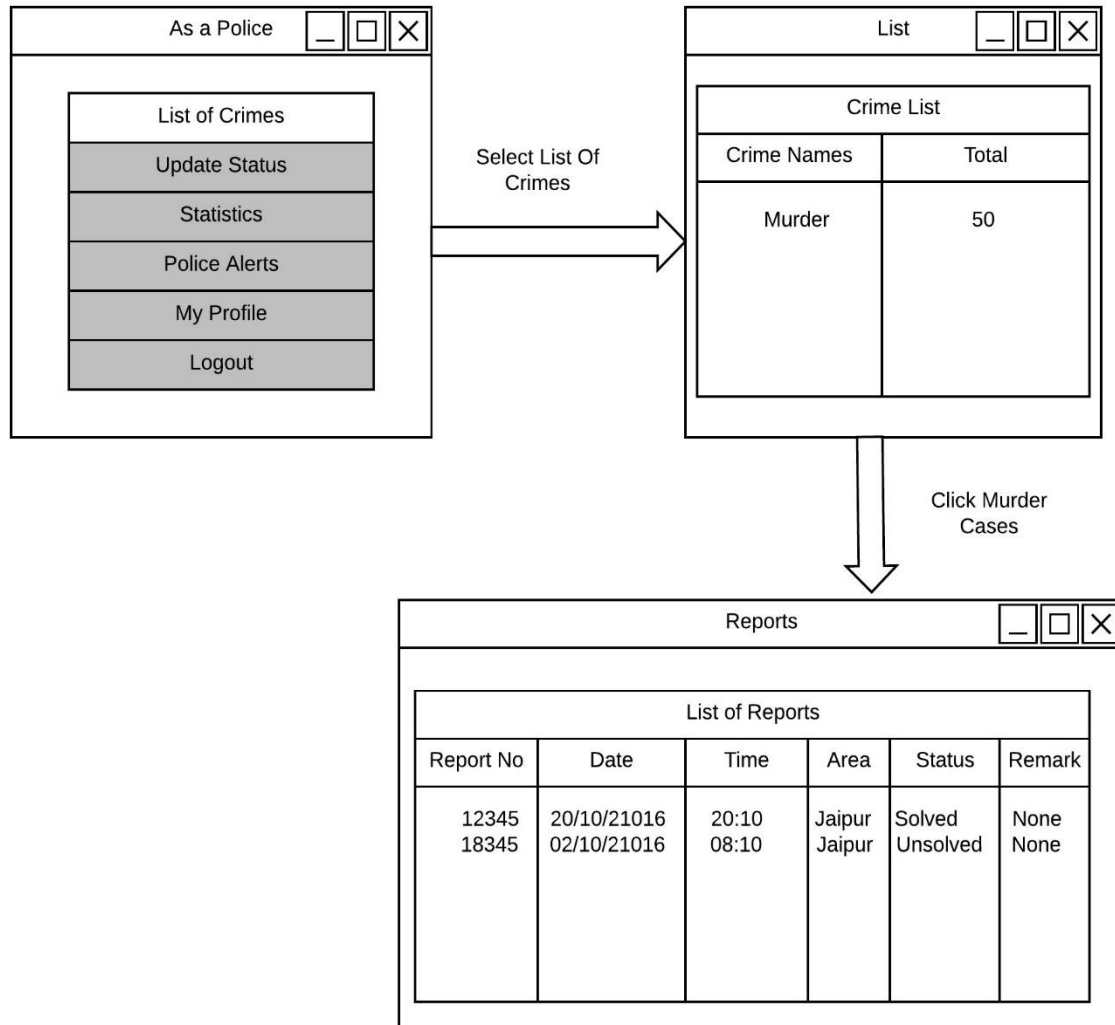 As a Police
List of Crimes
Update Status
Statistics
Police Alerts
My Profile
Logout
Select List Of
Crimes
List
Crime List
Crime Names Total
Murder 50
Click Murder
Cases
Reports
List of Reports
Report No Date Time Area Status Remark
12345 20/10/21016 20:10 Jaipur Solved None
18345 02/10/21016 08:10 Jaipur Unsolved None